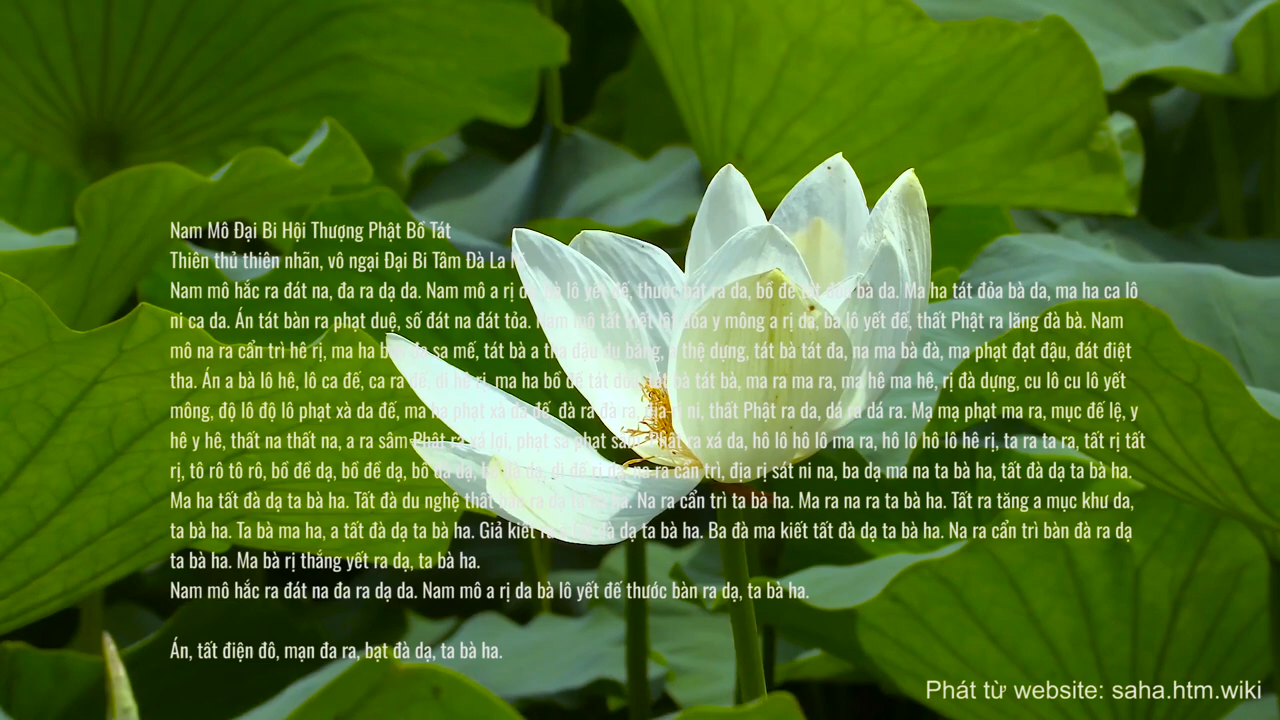 Nam Mô Đại Bi Hội Thượng Phật Bồ Tát
Thiên thủ thiên nhãn, vô ngại Đại Bi Tâm Đà La
Nam mô hắc ra đát na, đa ra dạ da. Nam mô a rị da bà lô yết đế, thước bát ra da, bồ đề tát đỏa bà da. Ma ha tát đỏa bà da, ma ha ca lô
ni ca da. Án tát bàn ra phạt duệ, số đát na đát tỏa. Nam mô tất kiết lật đỏa y mông a rị da, bà lô yết đế, thất Phật ra lăng đà bà. Nam
mô na ra cẩn trì hê rị, ma ha bàn đa sa mế, tát bà a tha đậu du bằng, a thệ dựng, tát bà tát đa, na ma bà đà, ma phạt đạt đậu, đát điệt
tha. Án a bà lô hê, lô ca đế, ca ra đế, di hê rị, ma ha bồ đề tát đỏa, tát bà tát bà, ma ra ma ra, ma hê ma hê, rị đà dựng, cu lô cu lô yết
mông, độ lô độ lô phạt xà da đế, ma ha phạt xà da đế, đà ra đà ra, địa rị ni, thất Phật ra da, dá ra dá ra. Mạ mạ phạt ma ra, mục đế lệ, y
hê y hê, thất na thất na, a ra sâm Phật ra xá lợi, phạt sa phạt sâm, Phật ra xá da, hô lô hô lô ma ra, hô lô hô lô hê rị, ta ra ta ra, tất rị tất
rị, tô rô tô rô, bồ đề dạ, bồ đề dạ, bồ đà dạ, bồ đà dạ, di đế rị dạ, na ra cẩn trì, địa rị sắt ni na, ba dạ ma na ta bà ha, tất đà dạ ta bà ha.
Ma ha tất đà dạ ta bà ha. Tất đà du nghệ thất bàn ra dạ ta bà ha. Na ra cẩn trì ta bà ha. Ma ra na ra ta bà ha. Tất ra tăng a mục khư da,
ta bà ha. Ta bà ma ha, a tất đà dạ ta bà ha. Giả kiết ra a tất đà dạ ta bà ha. Ba đà ma kiết tất đà dạ ta bà ha. Na ra cẩn trì bàn đà ra dạ
ta bà ha. Ma bà rị thắng yết ra dạ, ta bà ha.
Nam mô hắc ra đát na đa ra dạ da. Nam mô a rị da bà lô yết đế thước bàn ra dạ, ta bà ha.
Án, tất điện đô, mạn đa ra, bạt đà dạ, ta bà ha.
Phát từ website: saha.htm.wiki